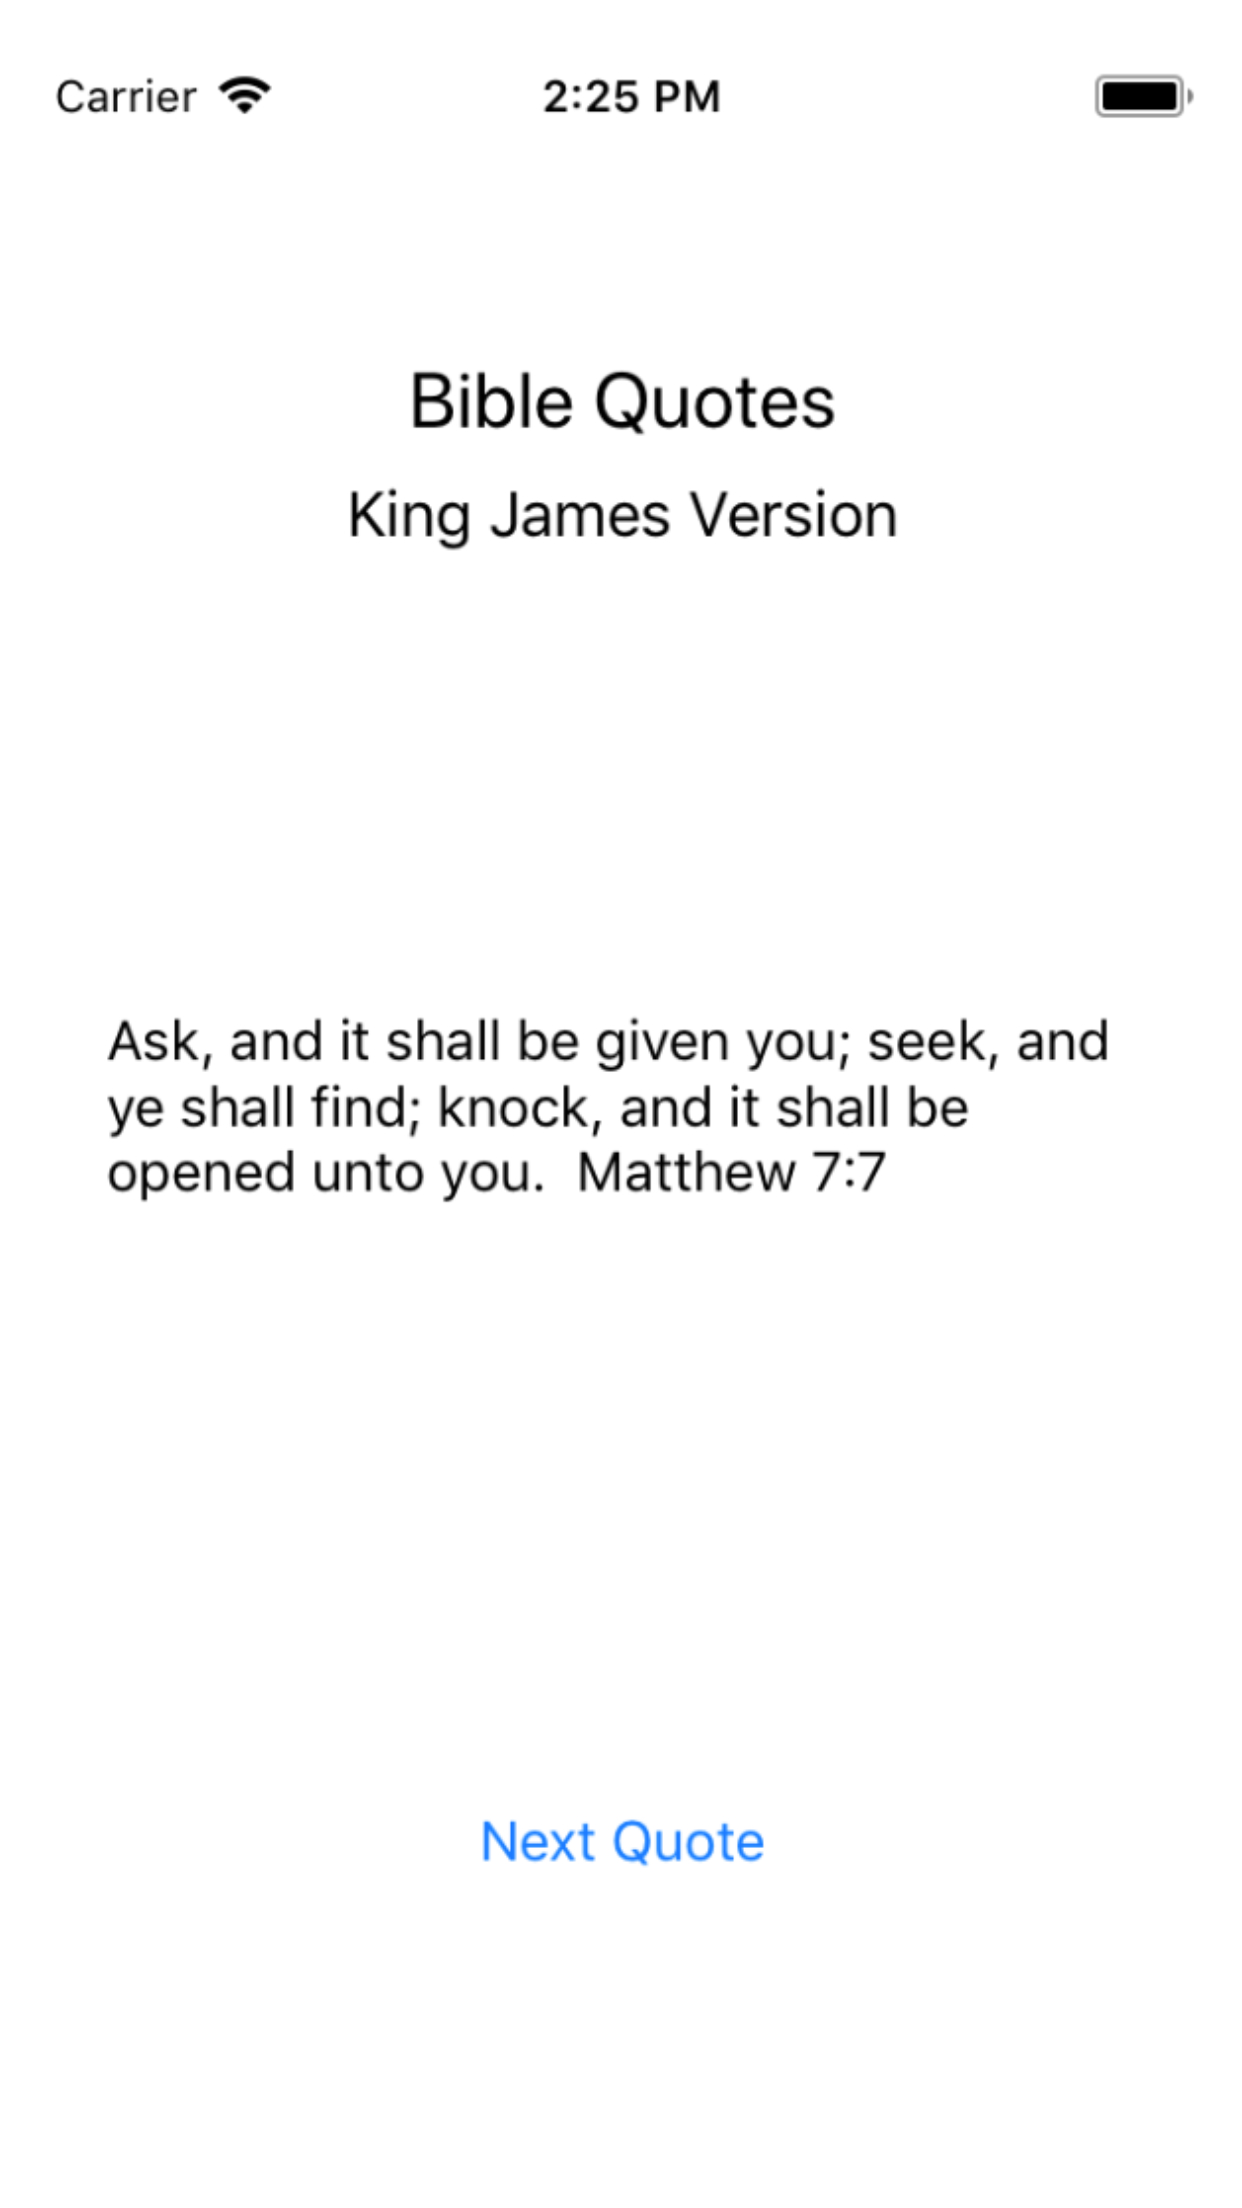 Carrier
2:25 PM
Bible Quotes
King James Version
Ask, and it shall be given you; seek, and
ye shall find; knock, and it shall be
opened unto you.  Matthew 7:7
Next Quote